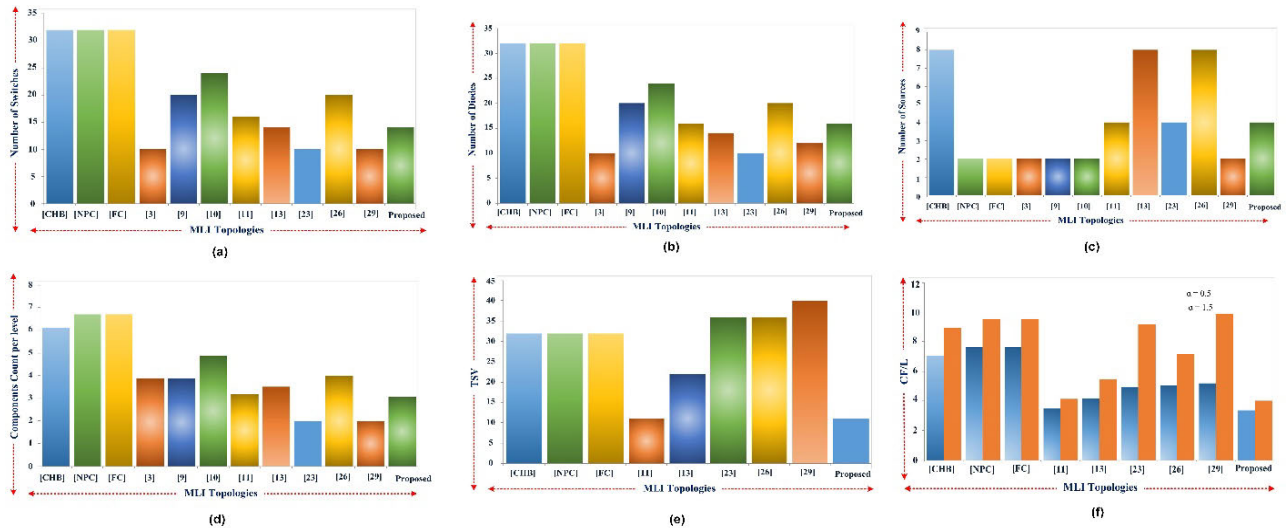 35
30
25
20
15
10
5
0
Number of Switches
[CHB] [NPC] [FC] [3] [9] [10] [11] [13] [23] [26] [29] Proposed
MLI Topologies
(a)
35
30
25
20
15
10
5
0
Number of Diodes
[CHB] [NPC] [FC] [3] [9] [10] [11] [13] [23] [26] [29] Proposed
MLI Topologies
(b)
9
8
7
6
5
4
3
2
1
0
Number of Sources
[CHB] [NPC] [FC] [3] [9] [10] [11] [13] [23] [26] [29] Proposed
MLI Topologies
(c)
8
7
6
5
4
3
2
1
0
Components Count per level
[CHB] [NPC] [FC] [3] [9] [10] [11] [13] [23] [26] [29] Proposed
MLI Topologies
(d)
45
40
35
30
25
20
15
10
5
0
TSV
[CHB] [NPC] [FC] [11] [13] [23] [26] [29] Proposed
MLI Topologies
(e)
12
10
8
6
4
2
0
CF/L
α = 0.5
α = 1.5
[CHB] [NPC] [FC] [11] [13] [23] [26] [29] Proposed
MLI Topologies
(f)